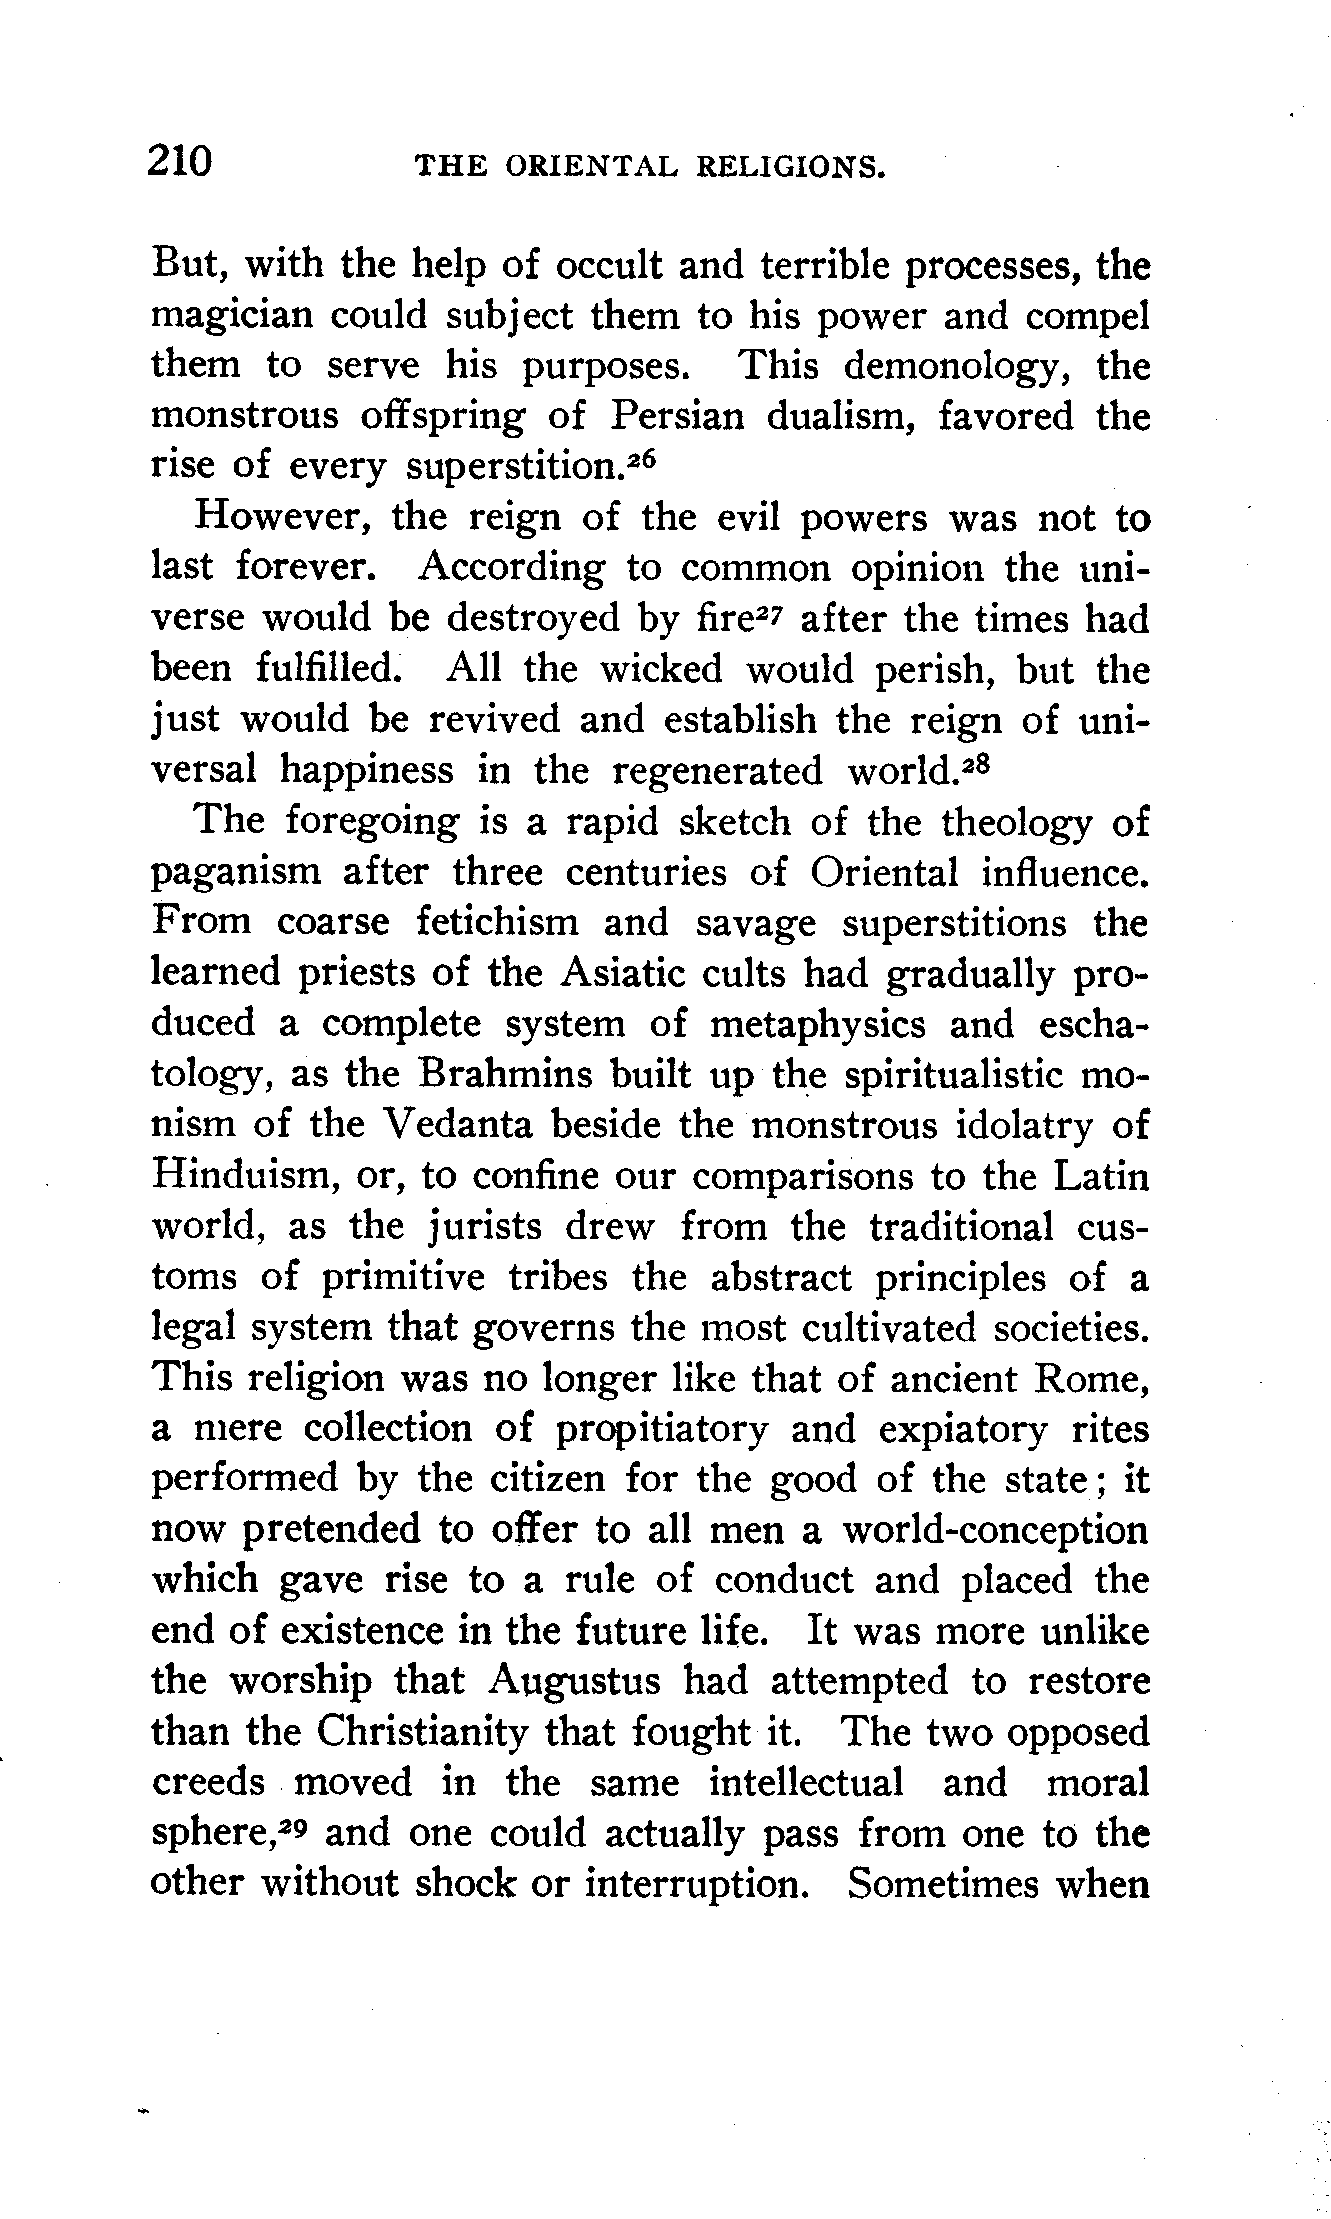 210 THE ORIENTAL RELIGIONS.
But, with the help of occult and terrible processes, the
magician could subject them to his power and compel
them to serve his purposes. This demonology, the
monstrous offspring of Persian dualism, favored the
rise of every superstition.²⁶
However, the reign of the evil powers was not to
last forever. According to common opinion the uni-
verse would be destroyed by fire²⁷ after the times had
been fulfilled. All the wicked would perish, but the
just would be revived and establish the reign of uni-
versal happiness in the regenerated world.²⁸
The foregoing is a rapid sketch of the theology of
paganism after three centuries of Oriental influence.
From coarse fetichism and savage superstitions the
learned priests of the Asiatic cults had gradually pro-
duced a complete system of metaphysics and escha-
tology, as the Brahmins built up the spiritualistic mo-
nism of the Vedanta beside the monstrous idolatry of
Hinduism, or, to confine our comparisons to the Latin
world, as the jurists drew from the traditional cus-
toms of primitive tribes the abstract principles of a
legal system that governs the most cultivated societies.
This religion was no longer like that of ancient Rome,
a mere collection of propitiatory and expiatory rites
performed by the citizen for the good of the state; it
now pretended to offer to all men a world-conception
which gave rise to a rule of conduct and placed the
end of existence in the future life. It was more unlike
the worship that Augustus had attempted to restore
than the Christianity that fought it. The two opposed
creeds moved in the same intellectual and moral
sphere,²⁹ and one could actually pass from one to the
other without shock or interruption. Sometimes when